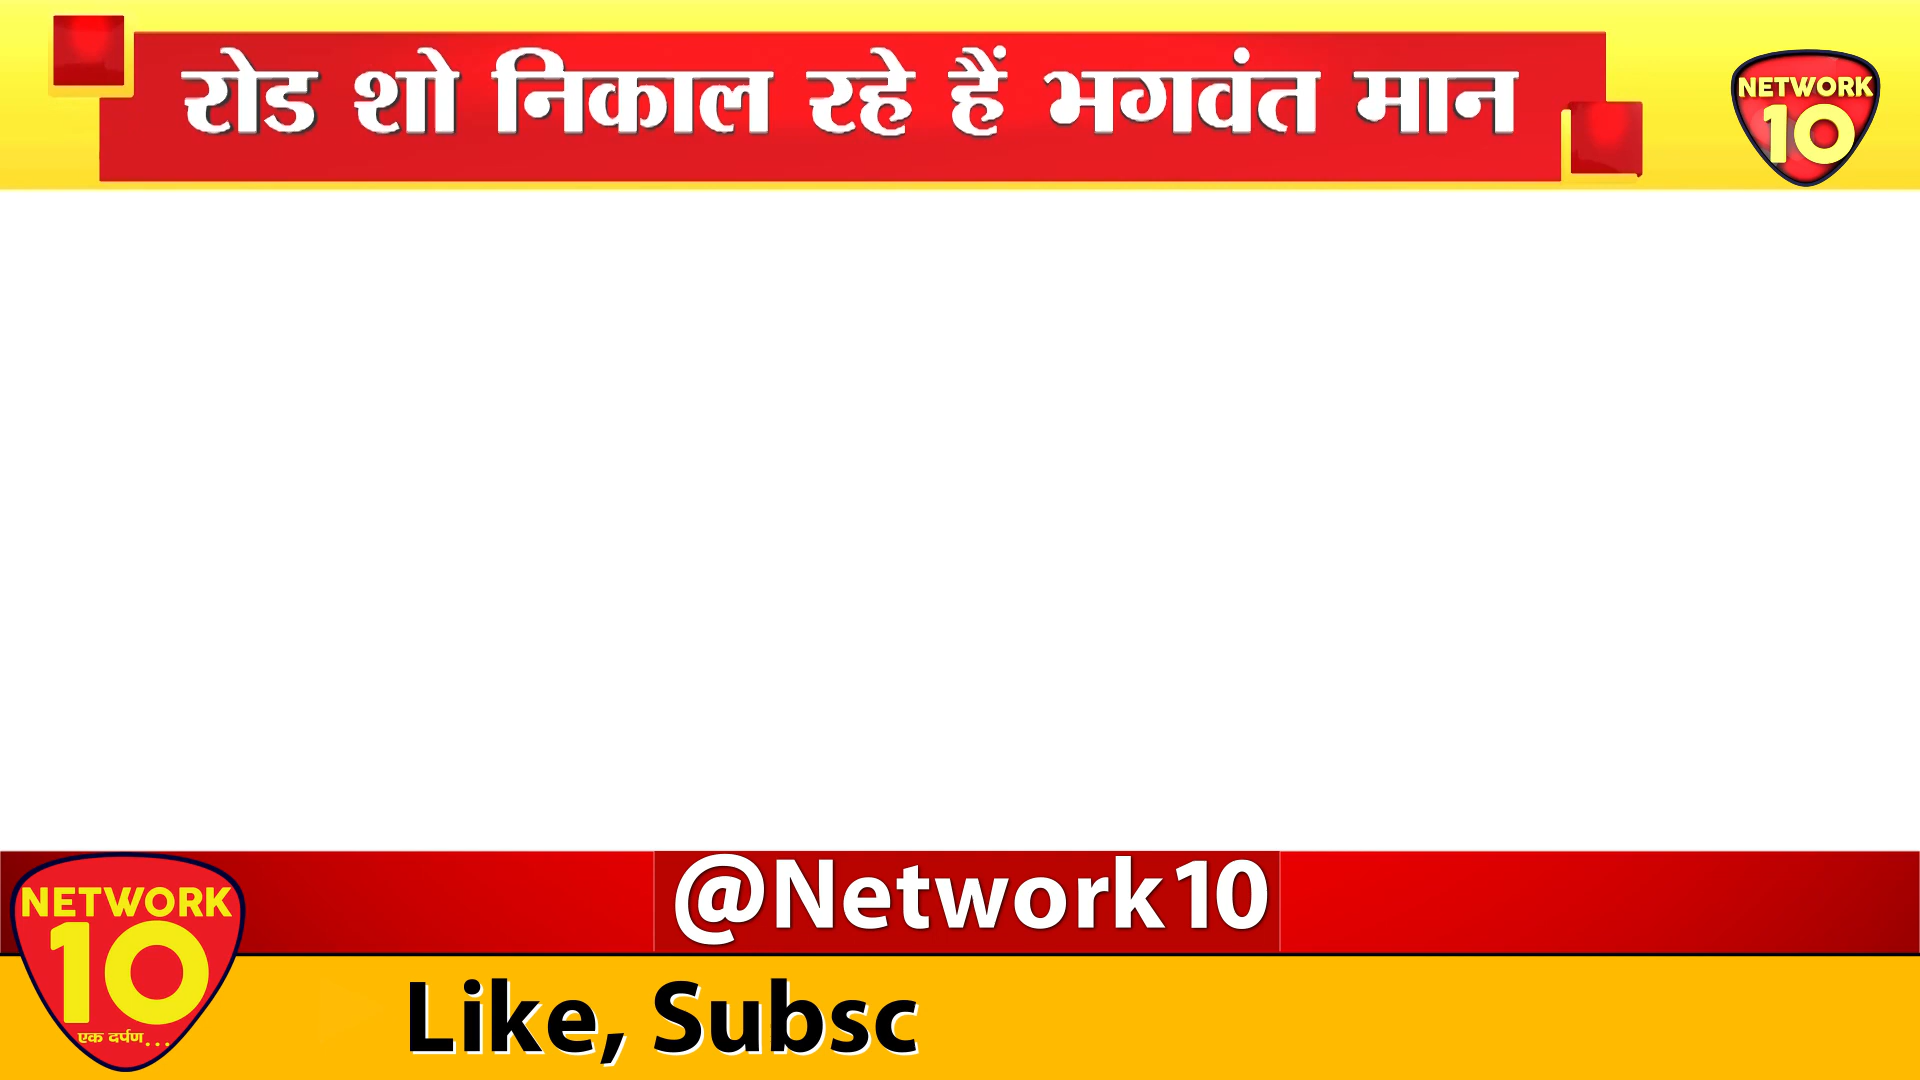 रोड शो निकाल रहे हैं भगवंत मान
NETWORK
10
@Network10
NETWORK
10
एक दर्पण...
Like, Subsc